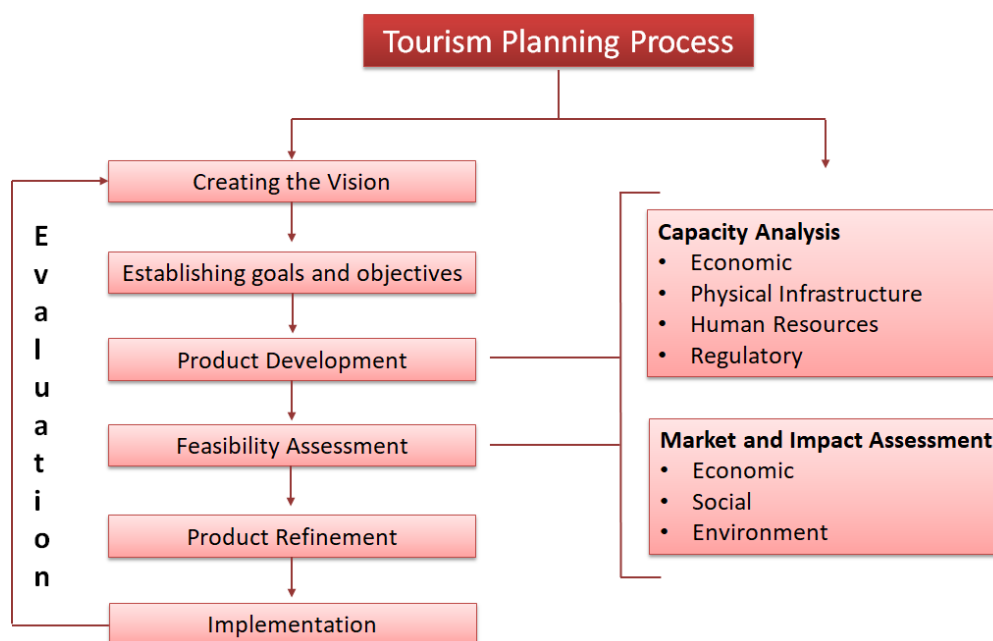 Tourism Planning Process
Creating the Vision
Establishing goals and objectives
Product Development
Feasibility Assessment
Product Refinement
Implementation
Evaluation
Capacity Analysis
• Economic
• Physical Infrastructure
• Human Resources
• Regulatory
Market and Impact Assessment
• Economic
• Social
• Environment